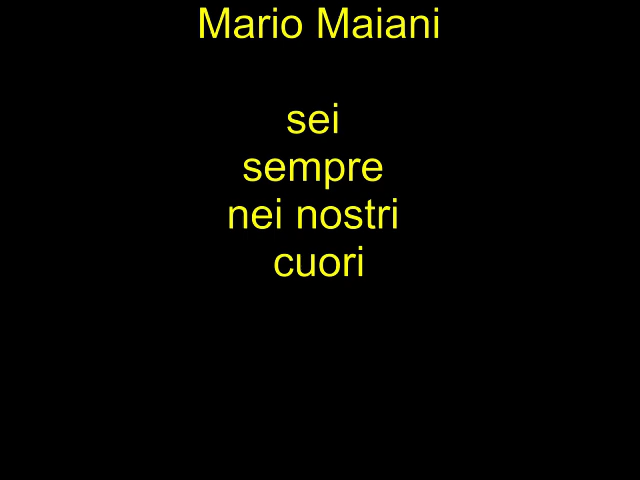 Mario Maiani
sei
sempre
nei nostri
cuori